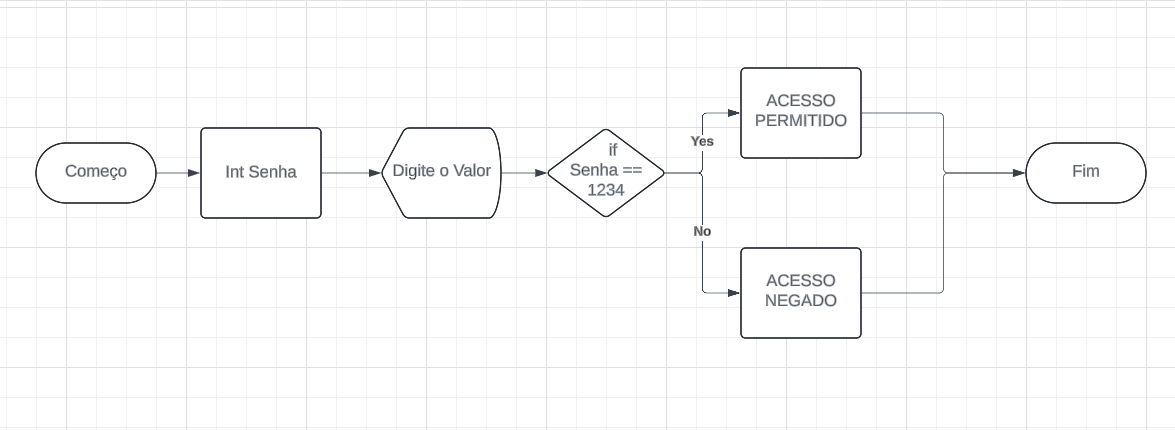 Começo
Int Senha
Digite o Valor
if
Senha ==
1234
Yes
No
ACESSO
PERMITIDO
ACESSO
NEGADO
Fim